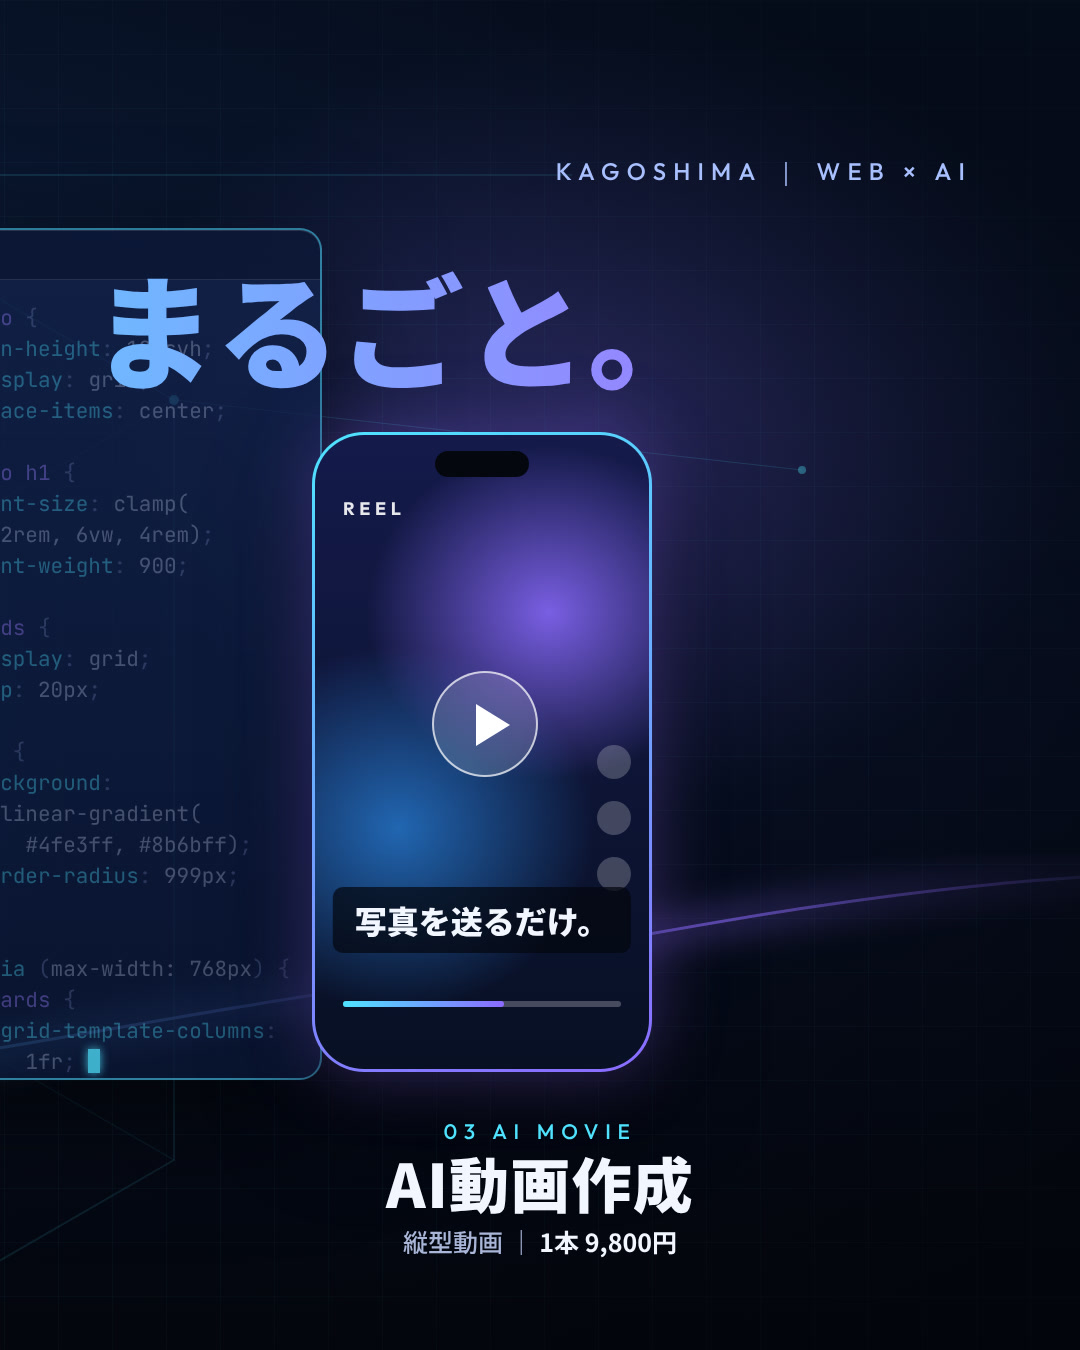 KAGOSHIMA | WEB × AI
まるごと。
o {
n-height: vh;
splay: gri
ace-items: center;
o h1 {
nt-size: clamp(
2rem, 6vw, 4rem);
nt-weight: 900;
ds {
splay: grid;
p: 20px;
{
ckground:
linear-gradient(
#4fe3ff, #8b6bff);
rder-radius: 999px;
ia (max-width: 768px) {
ards {
grid-template-columns:
1fr;
REEL
写真を送るだけ。
03 AI MOVIE
AI動画作成
縦型動画 | 1本 9,800円